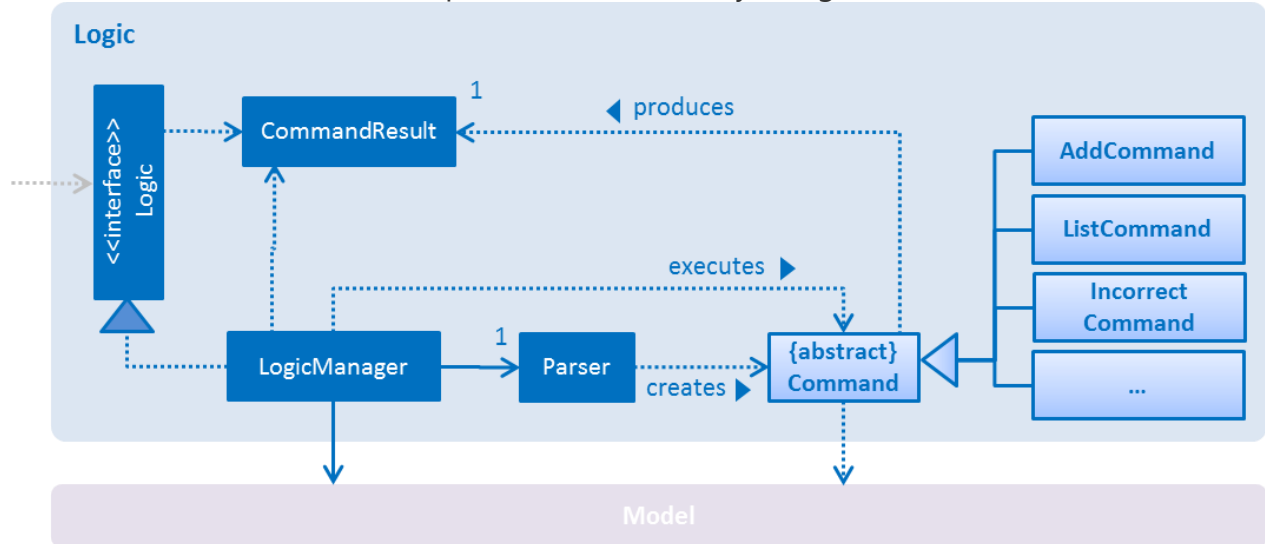 Logic
1
produces
CommandResult
<<interface>>
Logic
AddCommand
ListCommand
executes
Incorrect
Command
1
LogicManager
Parser
{abstract}
Command
creates
...
Model